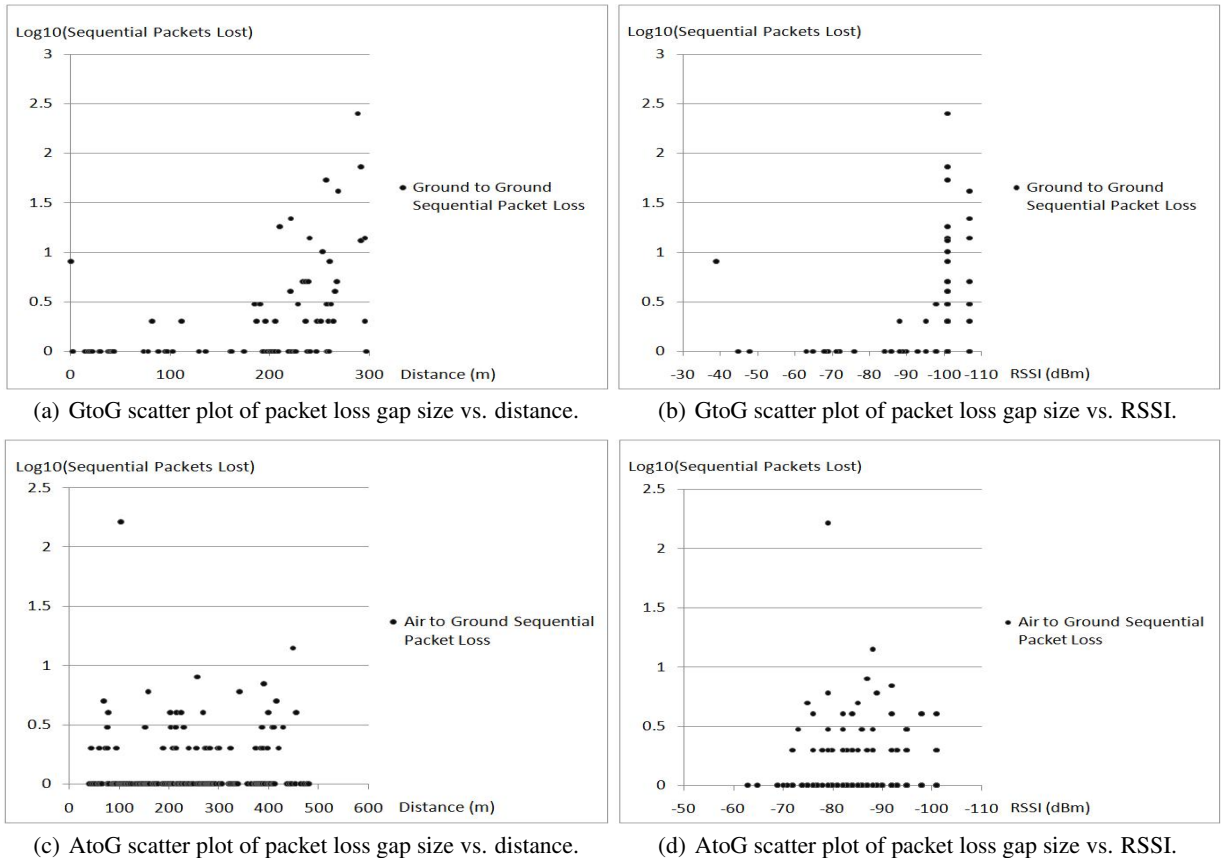 Log10(Sequential Packets Lost)
3
2.5
2
1.5
1
0.5
0
0 100 200 300 Distance (m)
Ground to Ground
Sequential Packet Loss
(a) GtoG scatter plot of packet loss gap size vs. distance.
Log10(Sequential Packets Lost)
3
2.5
2
1.5
1
0.5
0
-30 -40 -50 -60 -70 -80 -90 -100 -110 RSSI (dBm)
Ground to Ground
Sequential Packet Loss
(b) GtoG scatter plot of packet loss gap size vs. RSSI.
Log10(Sequential Packets Lost)
2.5
2
1.5
1
0.5
0
0 100 200 300 400 500 600 Distance (m)
Air to Ground Sequential
Packet Loss
(c) AtoG scatter plot of packet loss gap size vs. distance.
Log10(Sequential Packets Lost)
2.5
2
1.5
1
0.5
0
-50 -60 -70 -80 -90 -100 -110 RSSI (dBm)
Air to Ground Sequential
Packet Loss
(d) AtoG scatter plot of packet loss gap size vs. RSSI.